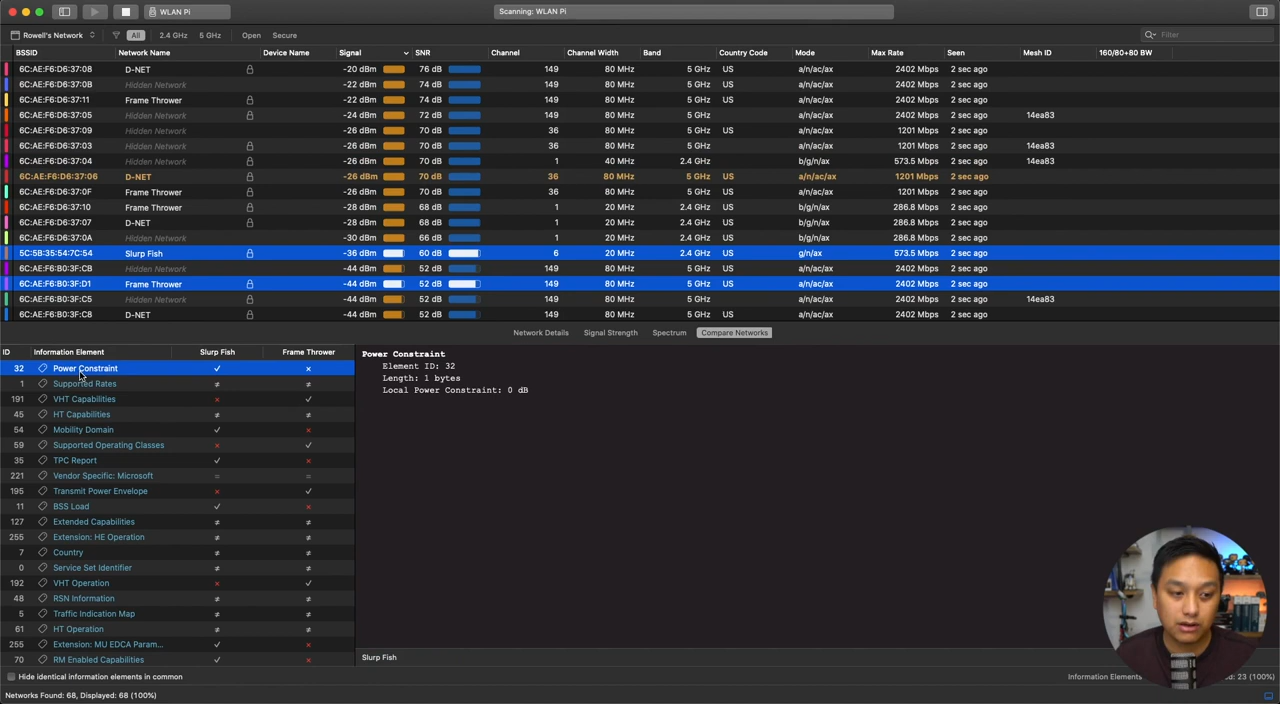 WLAN Pi
Scanning: WLAN Pi
Rowell's Network All 2.4 GHz 5 GHz Open Secure Filter
BSSID Network Name Device Name Signal SNR Channel Channel Width Band Country Code Mode Max Rate Seen Mesh ID 160/80+80 BW
6C:AE:F6:D6:37:08 D-NET -20 dBm 76 dB 149 80 MHz 5 GHz US a/n/ac/ax 2402 Mbps 2 sec ago
6C:AE:F6:D6:37:0B Hidden Network -22 dBm 74 dB 149 80 MHz 5 GHz US a/n/ac/ax 2402 Mbps 2 sec ago
6C:AE:F6:D6:37:11 Frame Thrower -22 dBm 74 dB 149 80 MHz 5 GHz US a/n/ac/ax 2402 Mbps 2 sec ago
6C:AE:F6:D6:37:05 Hidden Network -24 dBm 72 dB 149 80 MHz 5 GHz a/n/ac/ax 2402 Mbps 2 sec ago 14ea83
6C:AE:F6:D6:37:09 Hidden Network -26 dBm 70 dB 36 80 MHz 5 GHz US a/n/ac/ax 1201 Mbps 2 sec ago
6C:AE:F6:D6:37:03 Hidden Network -26 dBm 70 dB 36 80 MHz 5 GHz a/n/ac/ax 1201 Mbps 2 sec ago 14ea83
6C:AE:F6:D6:37:04 Hidden Network -26 dBm 70 dB 1 40 MHz 2.4 GHz b/g/n/ax 573.5 Mbps 2 sec ago 14ea83
6C:AE:F6:D6:37:06 D-NET -26 dBm 70 dB 36 80 MHz 5 GHz US a/n/ac/ax 1201 Mbps 2 sec ago
6C:AE:F6:D6:37:0F Frame Thrower -26 dBm 70 dB 36 80 MHz 5 GHz US a/n/ac/ax 1201 Mbps 2 sec ago
6C:AE:F6:D6:37:10 Frame Thrower -28 dBm 68 dB 1 20 MHz 2.4 GHz US b/g/n/ax 286.8 Mbps 2 sec ago
6C:AE:F6:D6:37:07 D-NET -28 dBm 68 dB 1 20 MHz 2.4 GHz US b/g/n/ax 286.8 Mbps 2 sec ago
6C:AE:F6:D6:37:0A Hidden Network -30 dBm 66 dB 1 20 MHz 2.4 GHz US b/g/n/ax 286.8 Mbps 2 sec ago
5C:5B:35:54:7C:54 Slurp Fish -36 dBm 60 dB 6 20 MHz 2.4 GHz US g/n/ax 573.5 Mbps 2 sec ago
6C:AE:F6:B0:3F:CB Hidden Network -44 dBm 52 dB 149 80 MHz 5 GHz US a/n/ac/ax 2402 Mbps 2 sec ago
6C:AE:F6:B0:3F:D1 Frame Thrower -44 dBm 52 dB 149 80 MHz 5 GHz US a/n/ac/ax 2402 Mbps 2 sec ago
6C:AE:F6:B0:3F:C5 Hidden Network -44 dBm 52 dB 149 80 MHz 5 GHz a/n/ac/ax 2402 Mbps 2 sec ago 14ea83
6C:AE:F6:B0:3F:C8 D-NET -44 dBm 52 dB 149 80 MHz 5 GHz US a/n/ac/ax 2402 Mbps 2 sec ago
Network Details Signal Strength Spectrum Compare Networks
ID Information Element Slurp Fish Frame Thrower
32 Power Constraint ✓ ×
1 Supported Rates ≠ ≠
191 VHT Capabilities × ✓
45 HT Capabilities ≠ ≠
54 Mobility Domain ✓ ×
59 Supported Operating Classes × ✓
35 TPC Report ✓ ×
221 Vendor Specific: Microsoft = =
195 Transmit Power Envelope × ✓
11 BSS Load ✓ ×
127 Extended Capabilities ≠ ≠
255 Extension: HE Operation ≠ ≠
7 Country ≠ ≠
0 Service Set Identifier ≠ ≠
192 VHT Operation × ✓
48 RSN Information ≠ ≠
5 Traffic Indication Map ≠ ≠
61 HT Operation ≠ ≠
255 Extension: MU EDCA Param... ✓ ×
70 RM Enabled Capabilities ✓ ×
Power Constraint
Element ID: 32
Length: 1 bytes
Local Power Constraint: 0 dB
Slurp Fish
Hide identical information elements in common
Information Elements
23 (100%)
Networks Found: 68, Displayed: 68 (100%)